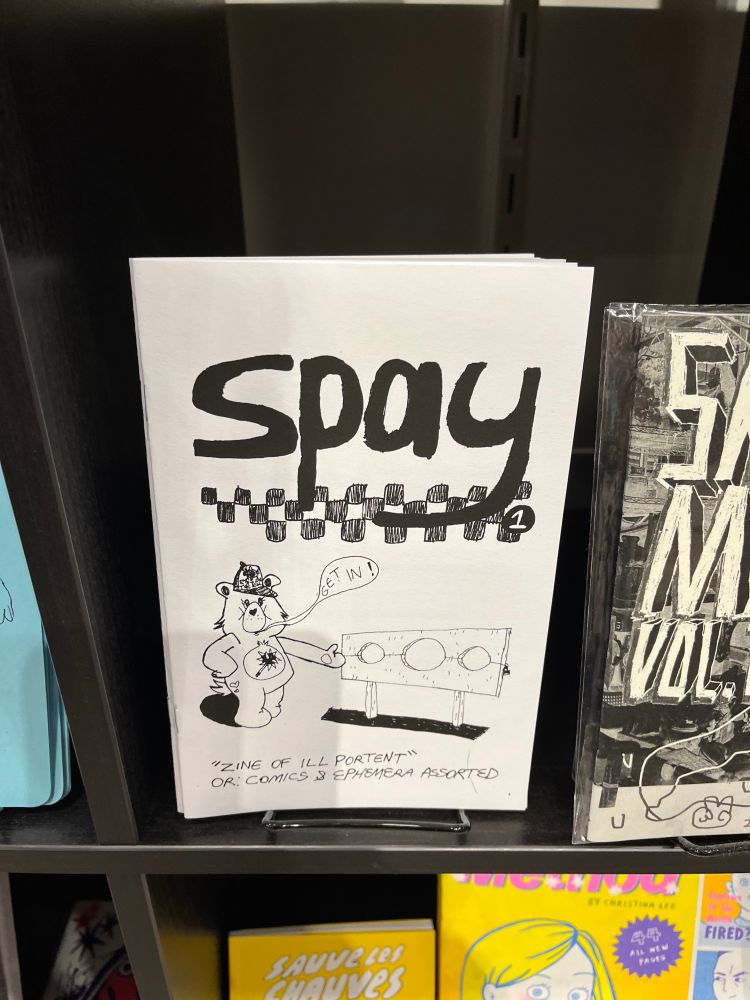 spay
1
GET IN!
"ZINE OF ILL PORTENT"
OR: COMICS & EPHEMERA ASSORTED
VOL.
BY CHRISTINA LEE
44
ALL NEW
PAGES
FIRED?
SAUVE LES
CHAUVES